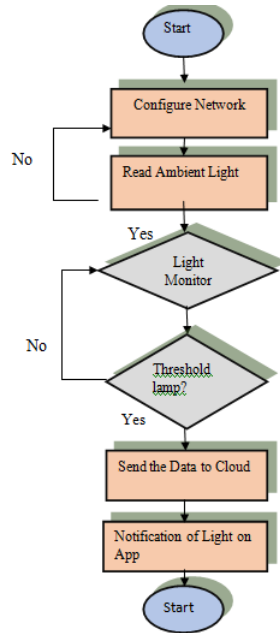 Start
Configure Network
No
Read Ambient Light
Yes
Light
Monitor
No
Threshold
lamp?
Yes
Send the Data to Cloud
Notification of Light on
App
Start